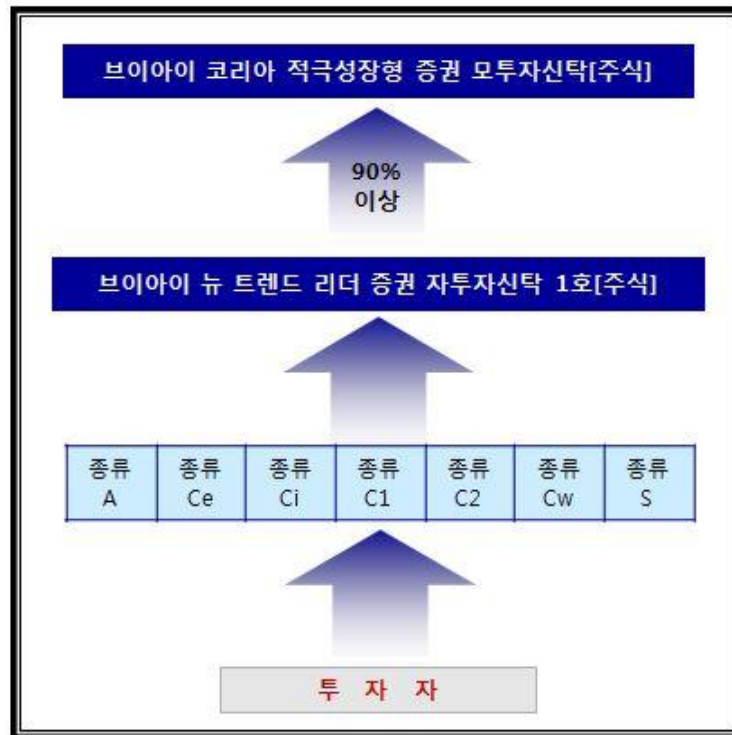 브이아이 코리아 적극성장형 증권 모투자신탁[주식]
90%
이상
브이아이 뉴 트렌드 리더 증권 자투자신탁 1호[주식]
종류 종류 종류 종류 종류 종류 종류
A Ce Ci C1 C2 Cw S
투 자 자